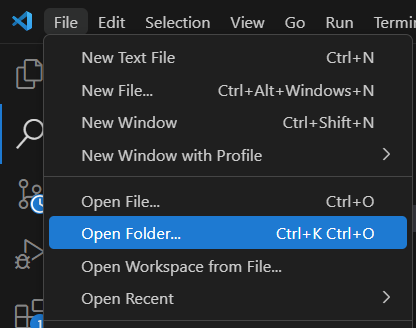 File Edit Selection View Go Run
New Text File Ctrl+N
New File... Ctrl+Alt+Windows+N
New Window Ctrl+Shift+N
New Window with Profile
Open File... Ctrl+O
Open Folder... Ctrl+K Ctrl+O
Open Workspace from File...
Open Recent
1